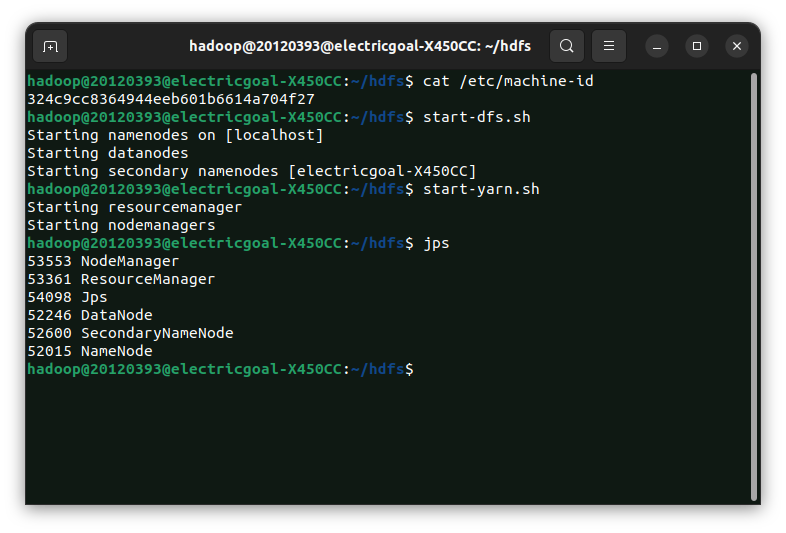 hadoop@20120393@electricgoal-X450CC: ~/hdfs
hadoop@20120393@electricgoal-X450CC:~/hdfs$ cat /etc/machine-id
324c9cc8364944eeb601b6614a704f27
hadoop@20120393@electricgoal-X450CC:~/hdfs$ start-dfs.sh
Starting namenodes on [localhost]
Starting datanodes
Starting secondary namenodes [electricgoal-X450CC]
hadoop@20120393@electricgoal-X450CC:~/hdfs$ start-yarn.sh
Starting resourcemanager
Starting nodemanagers
hadoop@20120393@electricgoal-X450CC:~/hdfs$ jps
53553 NodeManager
53361 ResourceManager
54098 Jps
52246 DataNode
52600 SecondaryNameNode
52015 NameNode
hadoop@20120393@electricgoal-X450CC:~/hdfs$